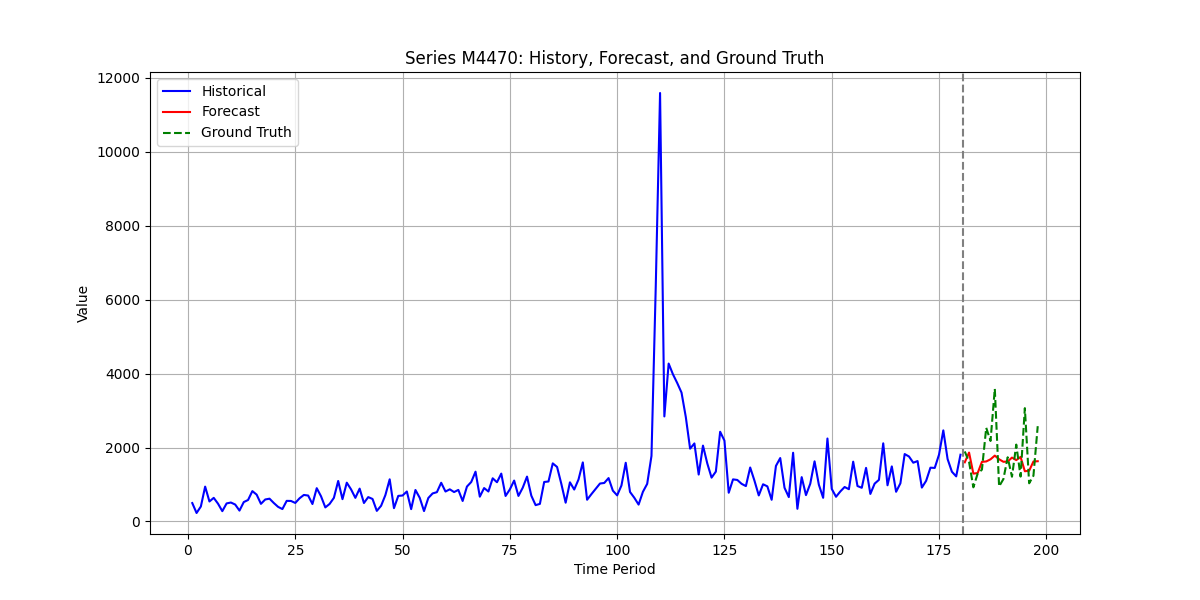 Series M4470: History, Forecast, and Ground Truth
Historical
Forecast
Ground Truth
12000
10000
8000
6000
4000
2000
0
Value
0 25 50 75 100 125 150 175 200
Time Period